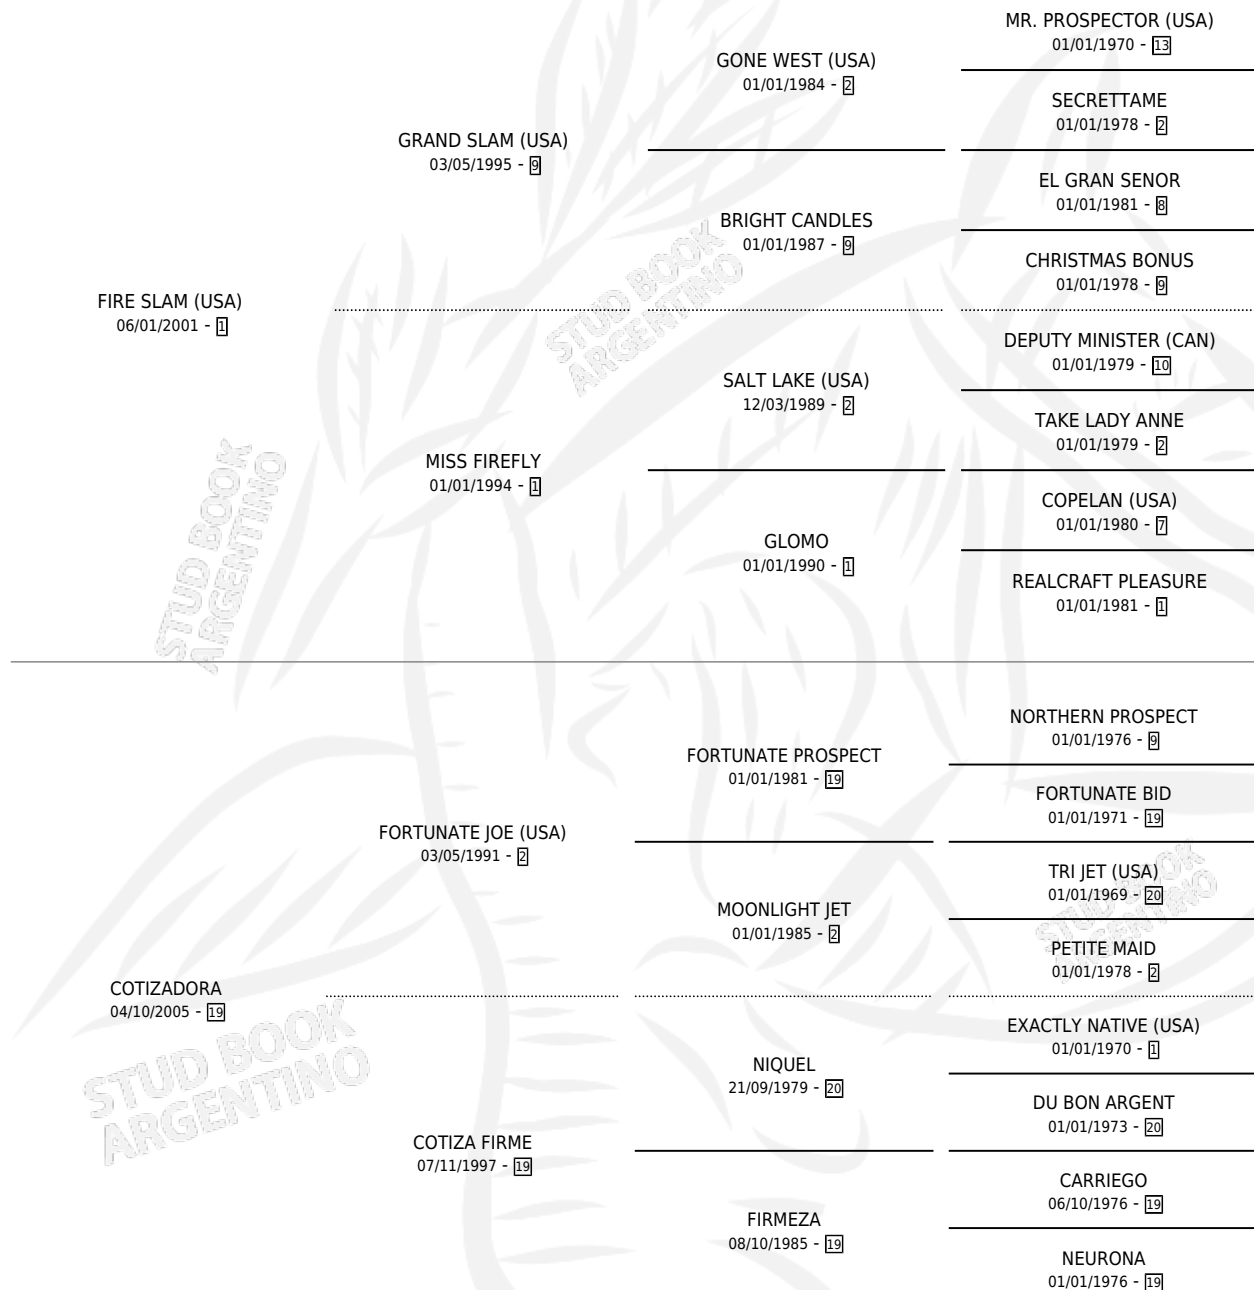 MR. PROSPECTOR (USA)
01/01/1970 - 13
GONE WEST (USA)
01/01/1984 - 2
SECRETTAME
01/01/1978 - 2
GRAND SLAM (USA)
03/05/1995 - 9
EL GRAN SENOR
01/01/1981 - 8
BRIGHT CANDLES
01/01/1987 - 9
CHRISTMAS BONUS
01/01/1978 - 9
FIRE SLAM (USA)
06/01/2001 - 1
STUD BOOK
ARGENTINO
DEPUTY MINISTER (CAN)
01/01/1979 - 10
SALT LAKE (USA)
12/03/1989 - 2
TAKE LADY ANNE
01/01/1979 - 2
MISS FIREFLY
01/01/1994 - 1
COPELAN (USA)
01/01/1980 - 7
GLOMO
01/01/1990 - 1
REALCRAFT PLEASURE
01/01/1981 - 1
STUD BOOK
ARGENTINO
NORTHERN PROSPECT
01/01/1976 - 9
FORTUNATE PROSPECT
01/01/1981 - 19
FORTUNATE BID
01/01/1971 - 19
FORTUNATE JOE (USA)
03/05/1991 - 2
TRI JET (USA)
01/01/1969 - 20
MOONLIGHT JET
01/01/1985 - 2
STUD BOOK
ARGENTINO
PETITE MAID
01/01/1978 - 2
COTIZADORA
04/10/2005 - 19
STUD BOOK
ARGENTINO
EXACTLY NATIVE (USA)
01/01/1970 - 1
NIQUEL
21/09/1979 - 20
DU BON ARGENT
01/01/1973 - 20
COTIZA FIRME
07/11/1997 - 19
CARRIEGO
06/10/1976 - 19
FIRMEZA
08/10/1985 - 19
NEURONA
01/01/1976 - 19